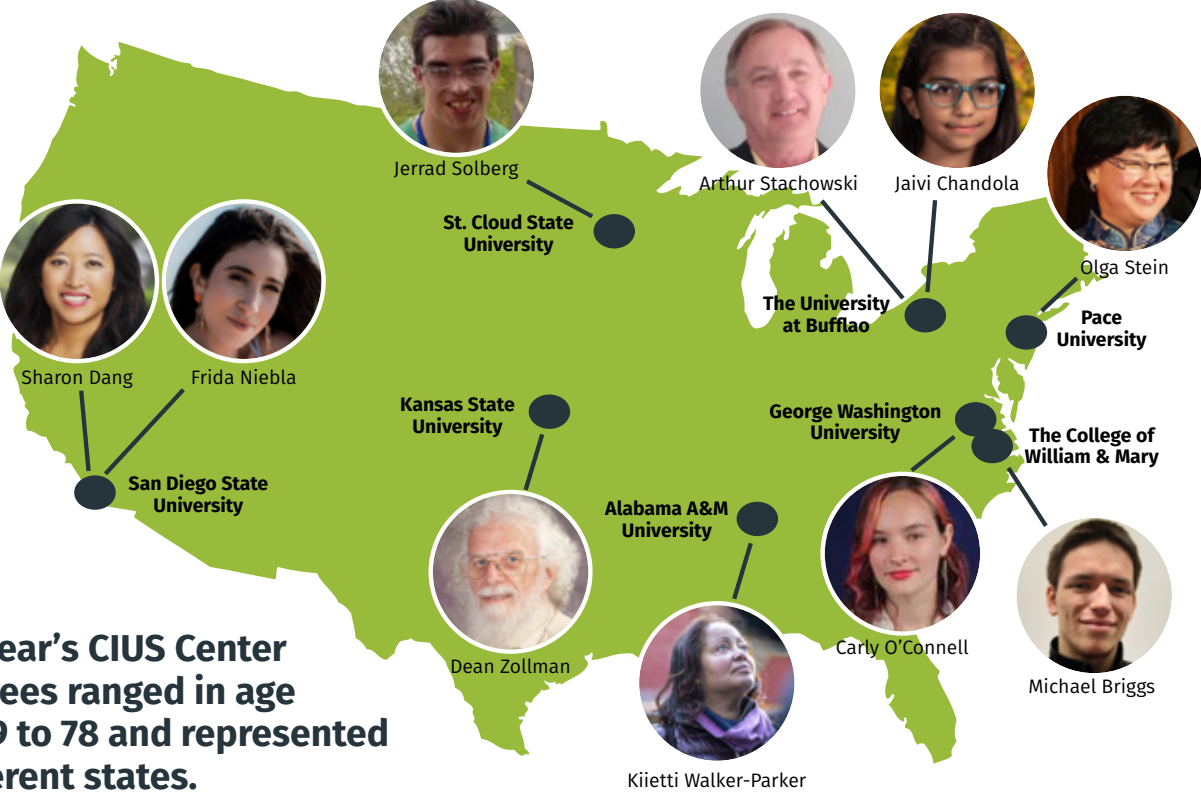 Jerrad Solberg
Arthur Stachowski
Jaivi Chandola
St. Cloud State
University
Olga Stein
The University
at Bufflao
Pace
University
Sharon Dang
Frida Niebla
Kansas State
University
George Washington
University
The College of
William & Mary
San Diego State
University
Alabama A&M
University
Carly O’Connell
Dean Zollman
Michael Briggs
Kiietti Walker-Parker
ear’s CIUS Center
ees ranged in age
9 to 78 and represented
erent states.